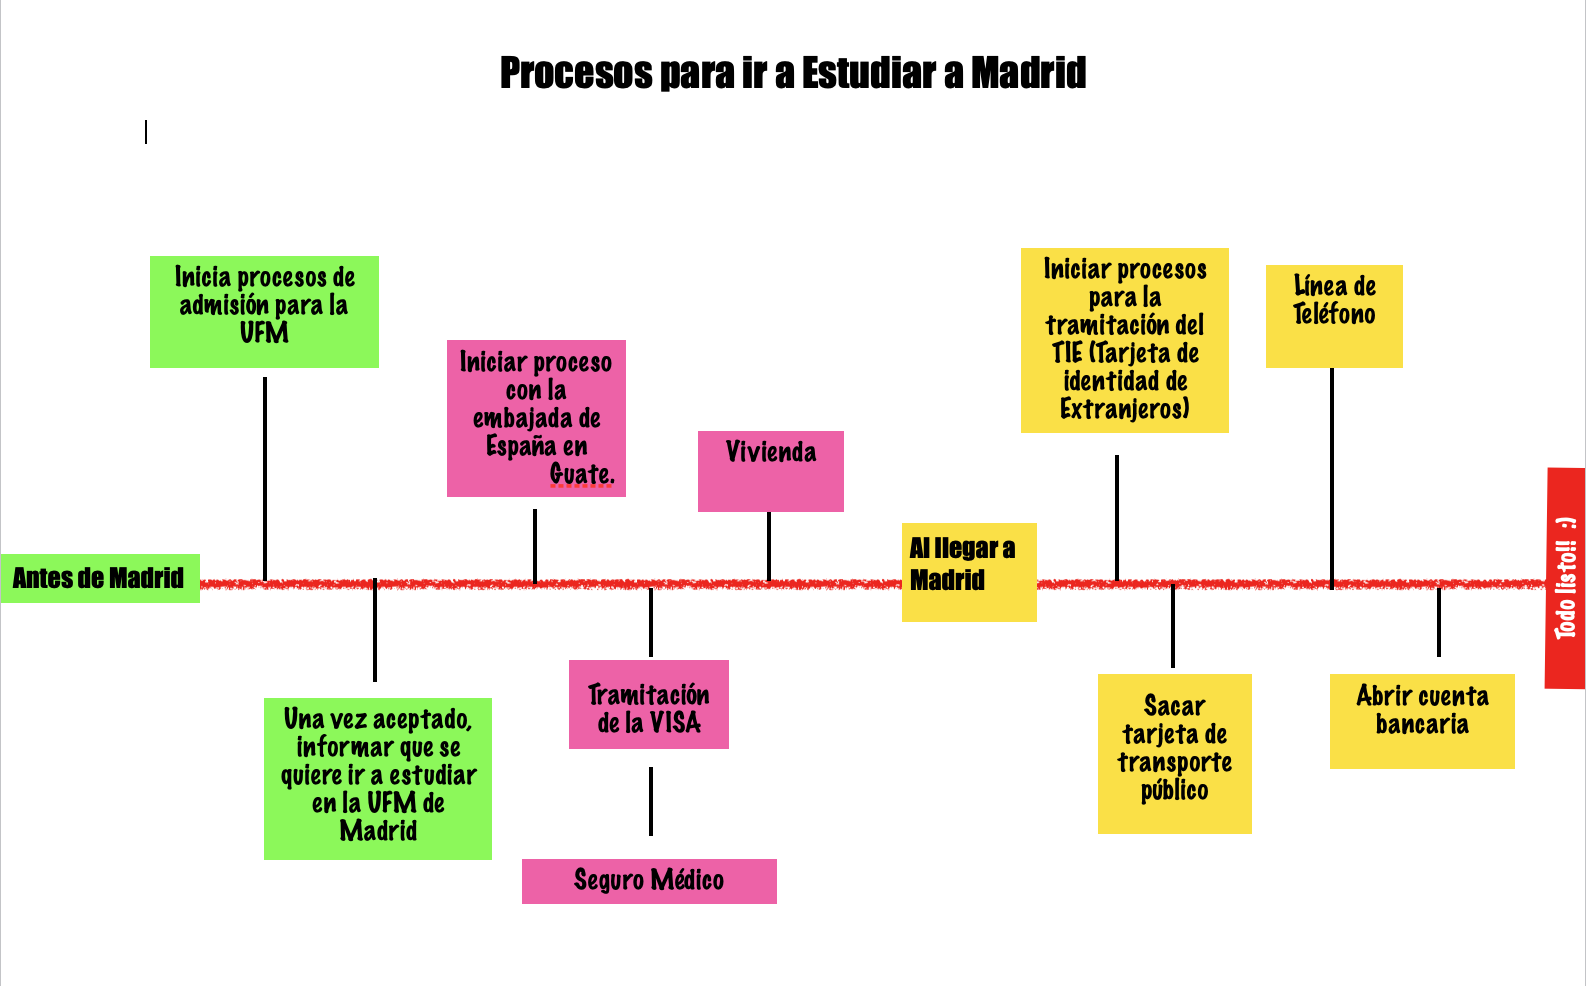 Procesos para ir a Estudiar a Madrid
Inicia procesos de
admisión para la
UFM
Iniciar proceso
con la
embajada de
España en
Guate.
Vivienda
Iniciar procesos
para la
tramitación del
TIE (Tarjeta de
identidad de
Extranjeros)
Línea de
Teléfono
Antes de Madrid
Al llegar a
Madrid
Todo listo!! :)
Una vez aceptado,
informar que se
quiere ir a estudiar
en la UFM de
Madrid
Tramitación
de la VISA
Seguro Médico
Sacar
tarjeta de
transporte
público
Abrir cuenta
bancaria